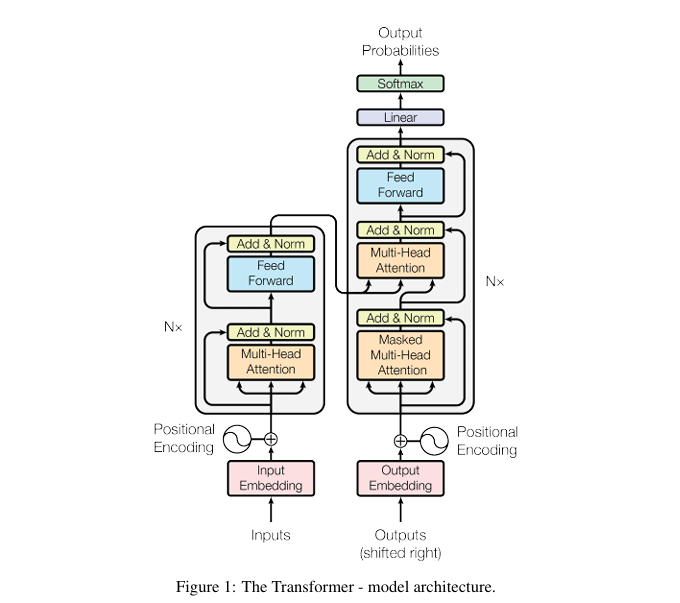 Output
Probabilities
Softmax
Linear
Add & Norm
Feed
Forward
Add & Norm
Multi-Head
Attention
Add & Norm
Masked
Multi-Head
Attention
N×
Add & Norm
Feed
Forward
Add & Norm
Multi-Head
Attention
N×
Positional
Encoding
Positional
Encoding
Input
Embedding
Output
Embedding
Inputs
Outputs
(shifted right)
Figure 1: The Transformer - model architecture.